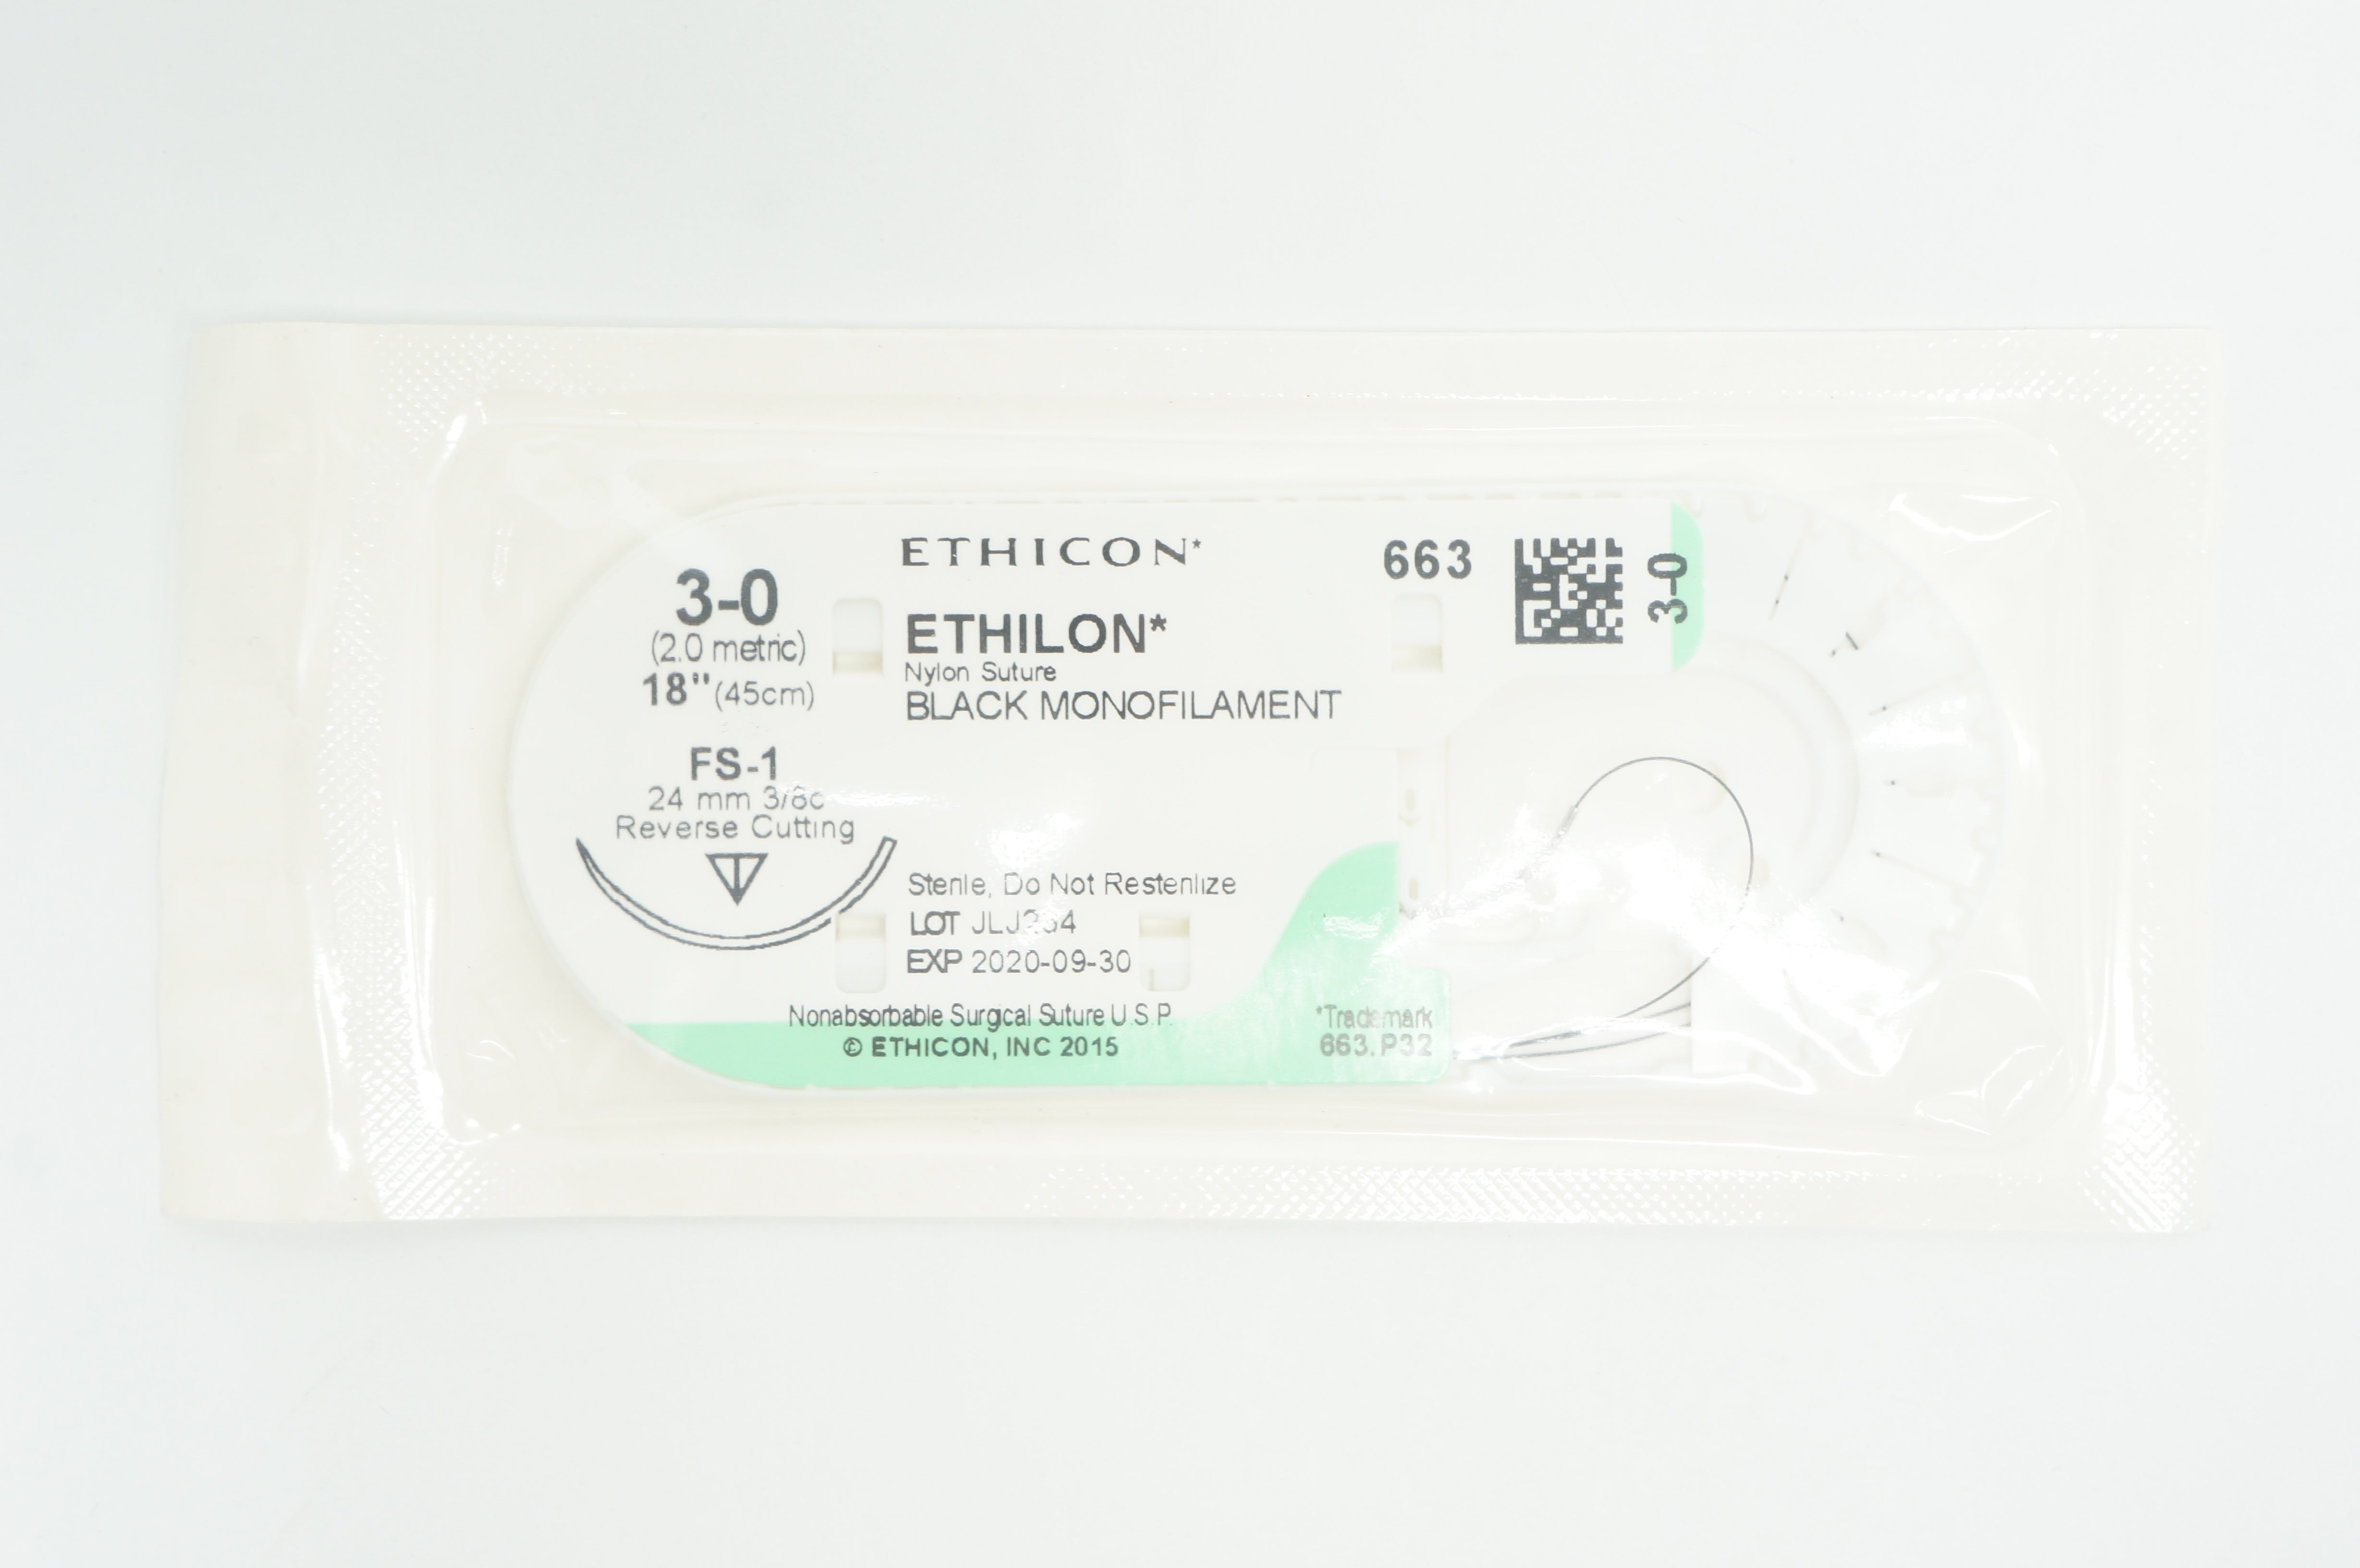 ETHICON*
663
3-0
3-0
(2.0 metric)
18" (45cm)
ETHILON*
Nylon Suture
BLACK MONOFILAMENT
FS-1
24 mm 3/8c
Reverse Cutting
Sterile, Do Not Resterilize
LOT
EXP 2020-09-30
Nonabsorbable Surgical Suture U.S.P.
© ETHICON, INC 2015
*Trademark
663.P32